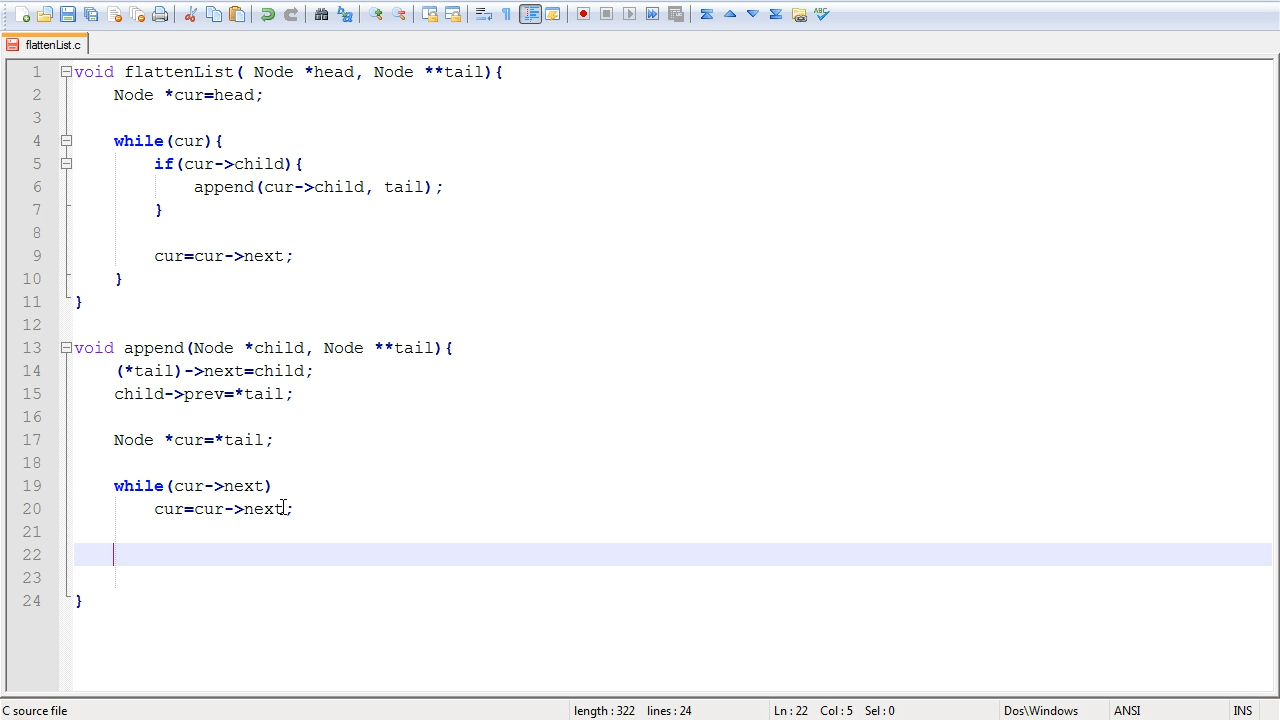 flattenList.c
1 void flattenList( Node *head, Node **tail){
2 Node *cur=head;
3
4 while(cur){
5 if(cur->child){
6 append(cur->child, tail);
7 }
8
9 cur=cur->next;
10 }
11 }
12
13 void append(Node *child, Node **tail){
14 (*tail)->next=child;
15 child->prev=*tail;
16
17 Node *cur=*tail;
18
19 while(cur->next)
20 cur=cur->next;
21
22
23
24 }
C source file length : 322 lines : 24 Ln : 22 Col : 5 Sel : 0 Dos\Windows ANSI INS